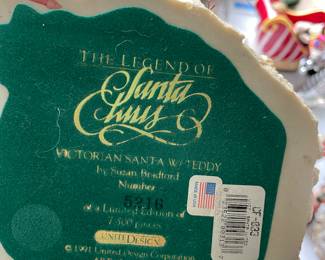 THE LEGEND OF
Santa
Claus
VICTORIAN SANTA W/ TEDDY
by Suzan Bradford
Number
5216
of a Limited Edition of
7,500 pieces
UNITED DESIGN
© 1991 United Design Corporation
CF-033